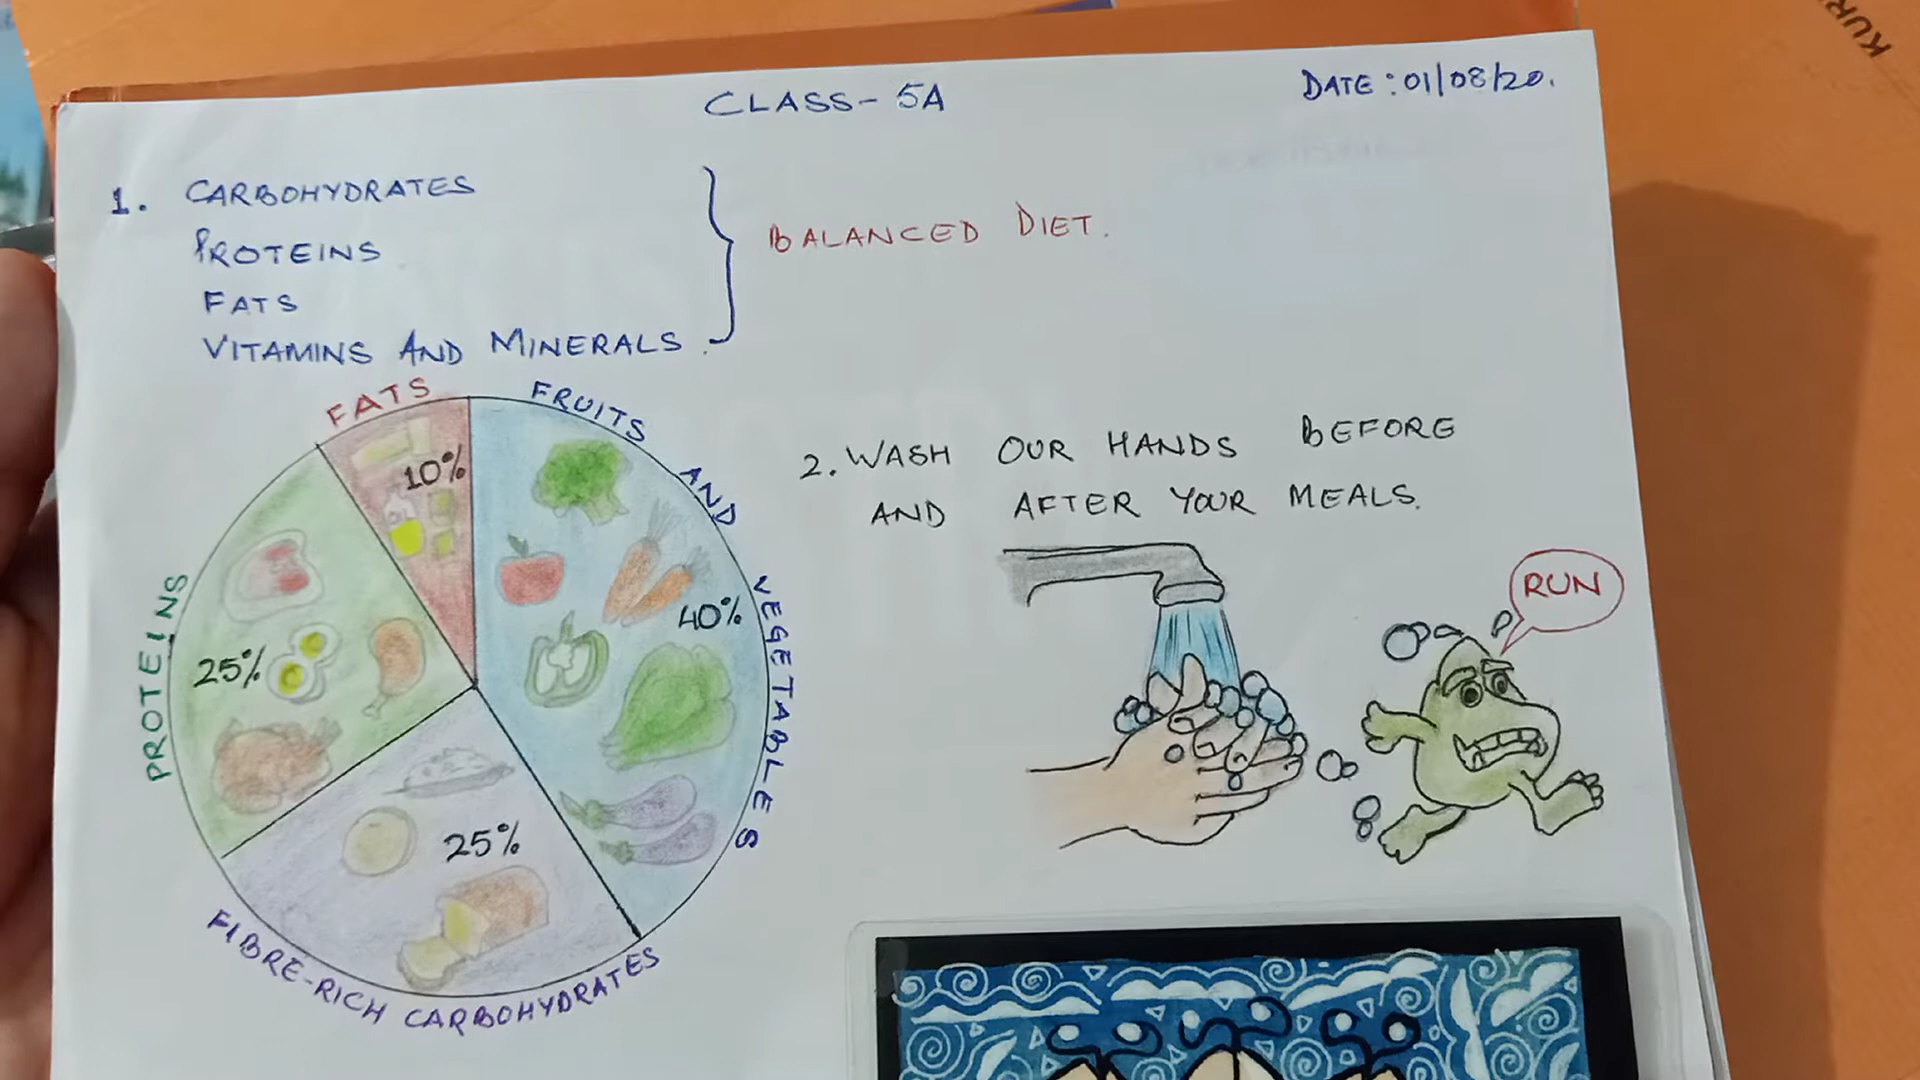 CLASS- 5A
DATE : 01/08/20.
1. CARBOHYDRATES
PROTEINS
FATS
VITAMINS AND MINERALS.
BALANCED DIET.
FATS
10%
FRUITS AND VEGETABLES
40%
PROTEINS
25%
25%
FIBRE-RICH CARBOHYDRATES
2. WASH OUR HANDS BEFORE
AND AFTER YOUR MEALS.
RUN